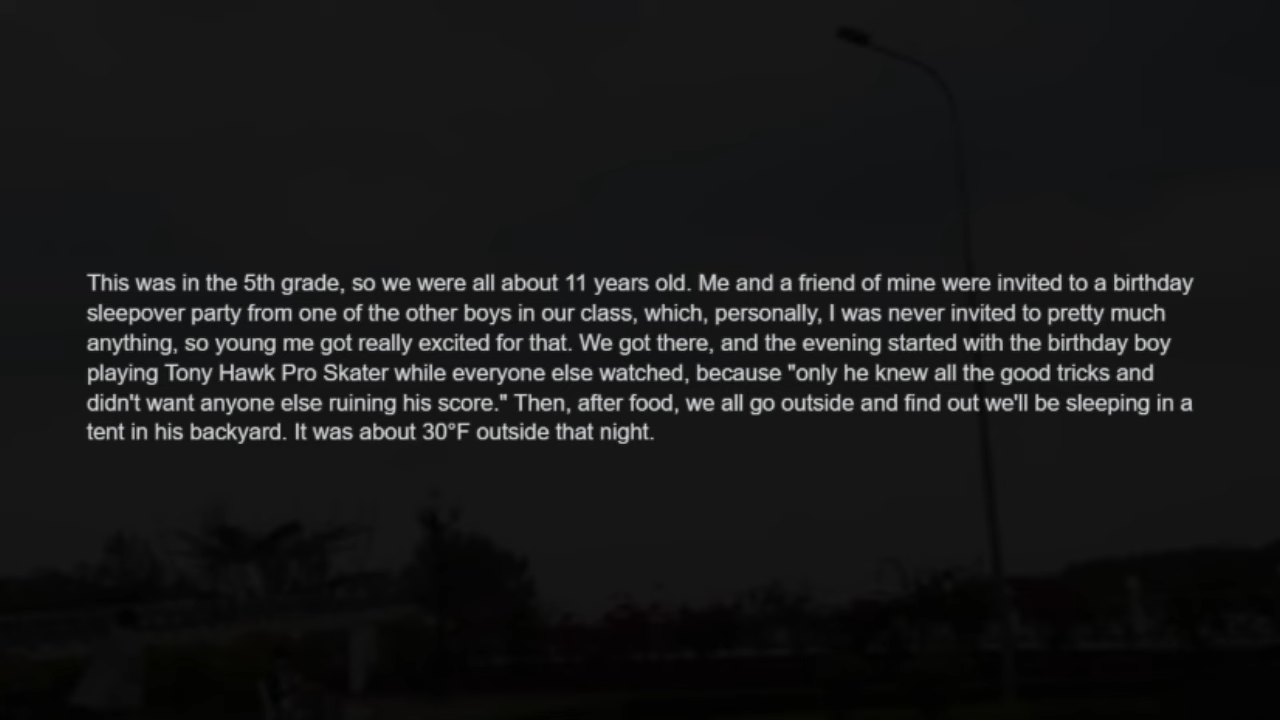 This was in the 5th grade, so we were all about 11 years old. Me and a friend of mine were invited to a birthday
sleepover party from one of the other boys in our class, which, personally, I was never invited to pretty much
anything, so young me got really excited for that. We got there, and the evening started with the birthday boy
playing Tony Hawk Pro Skater while everyone else watched, because "only he knew all the good tricks and
didn't want anyone else ruining his score." Then, after food, we all go outside and find out we'll be sleeping in a
tent in his backyard. It was about 30°F outside that night.